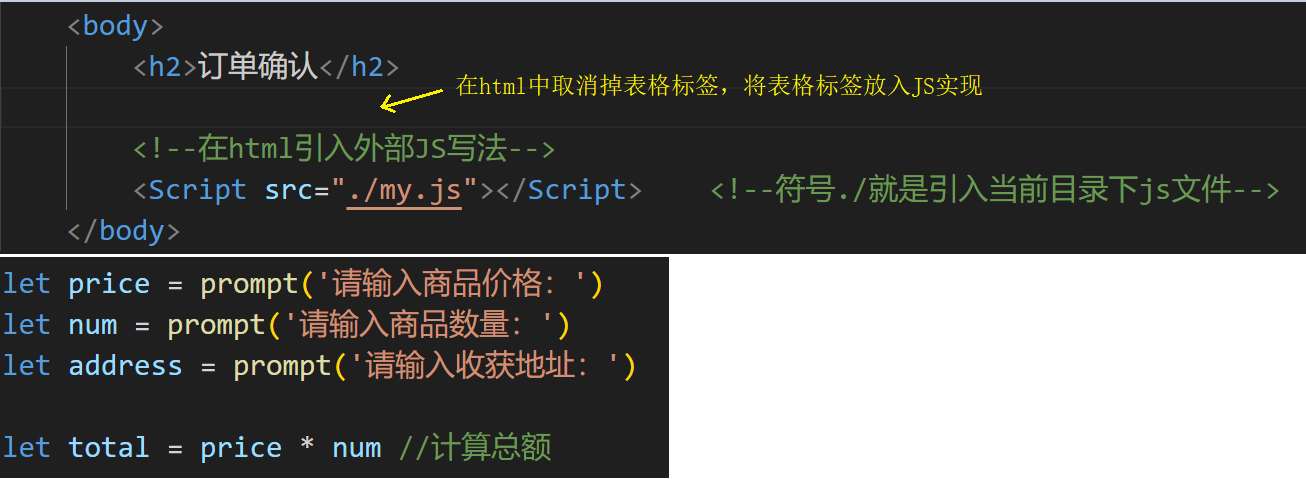 <body>
<h2>订单确认</h2>
在html中取消掉表格标签，将表格标签放入JS实现
<!--在html引入外部JS写法-->
<Script src="./my.js"></Script> <!--符号./就是引入当前目录下js文件-->
</body>
let price = prompt('请输入商品价格：')
let num = prompt('请输入商品数量：')
let address = prompt('请输入收获地址：')
let total = price * num //计算总额